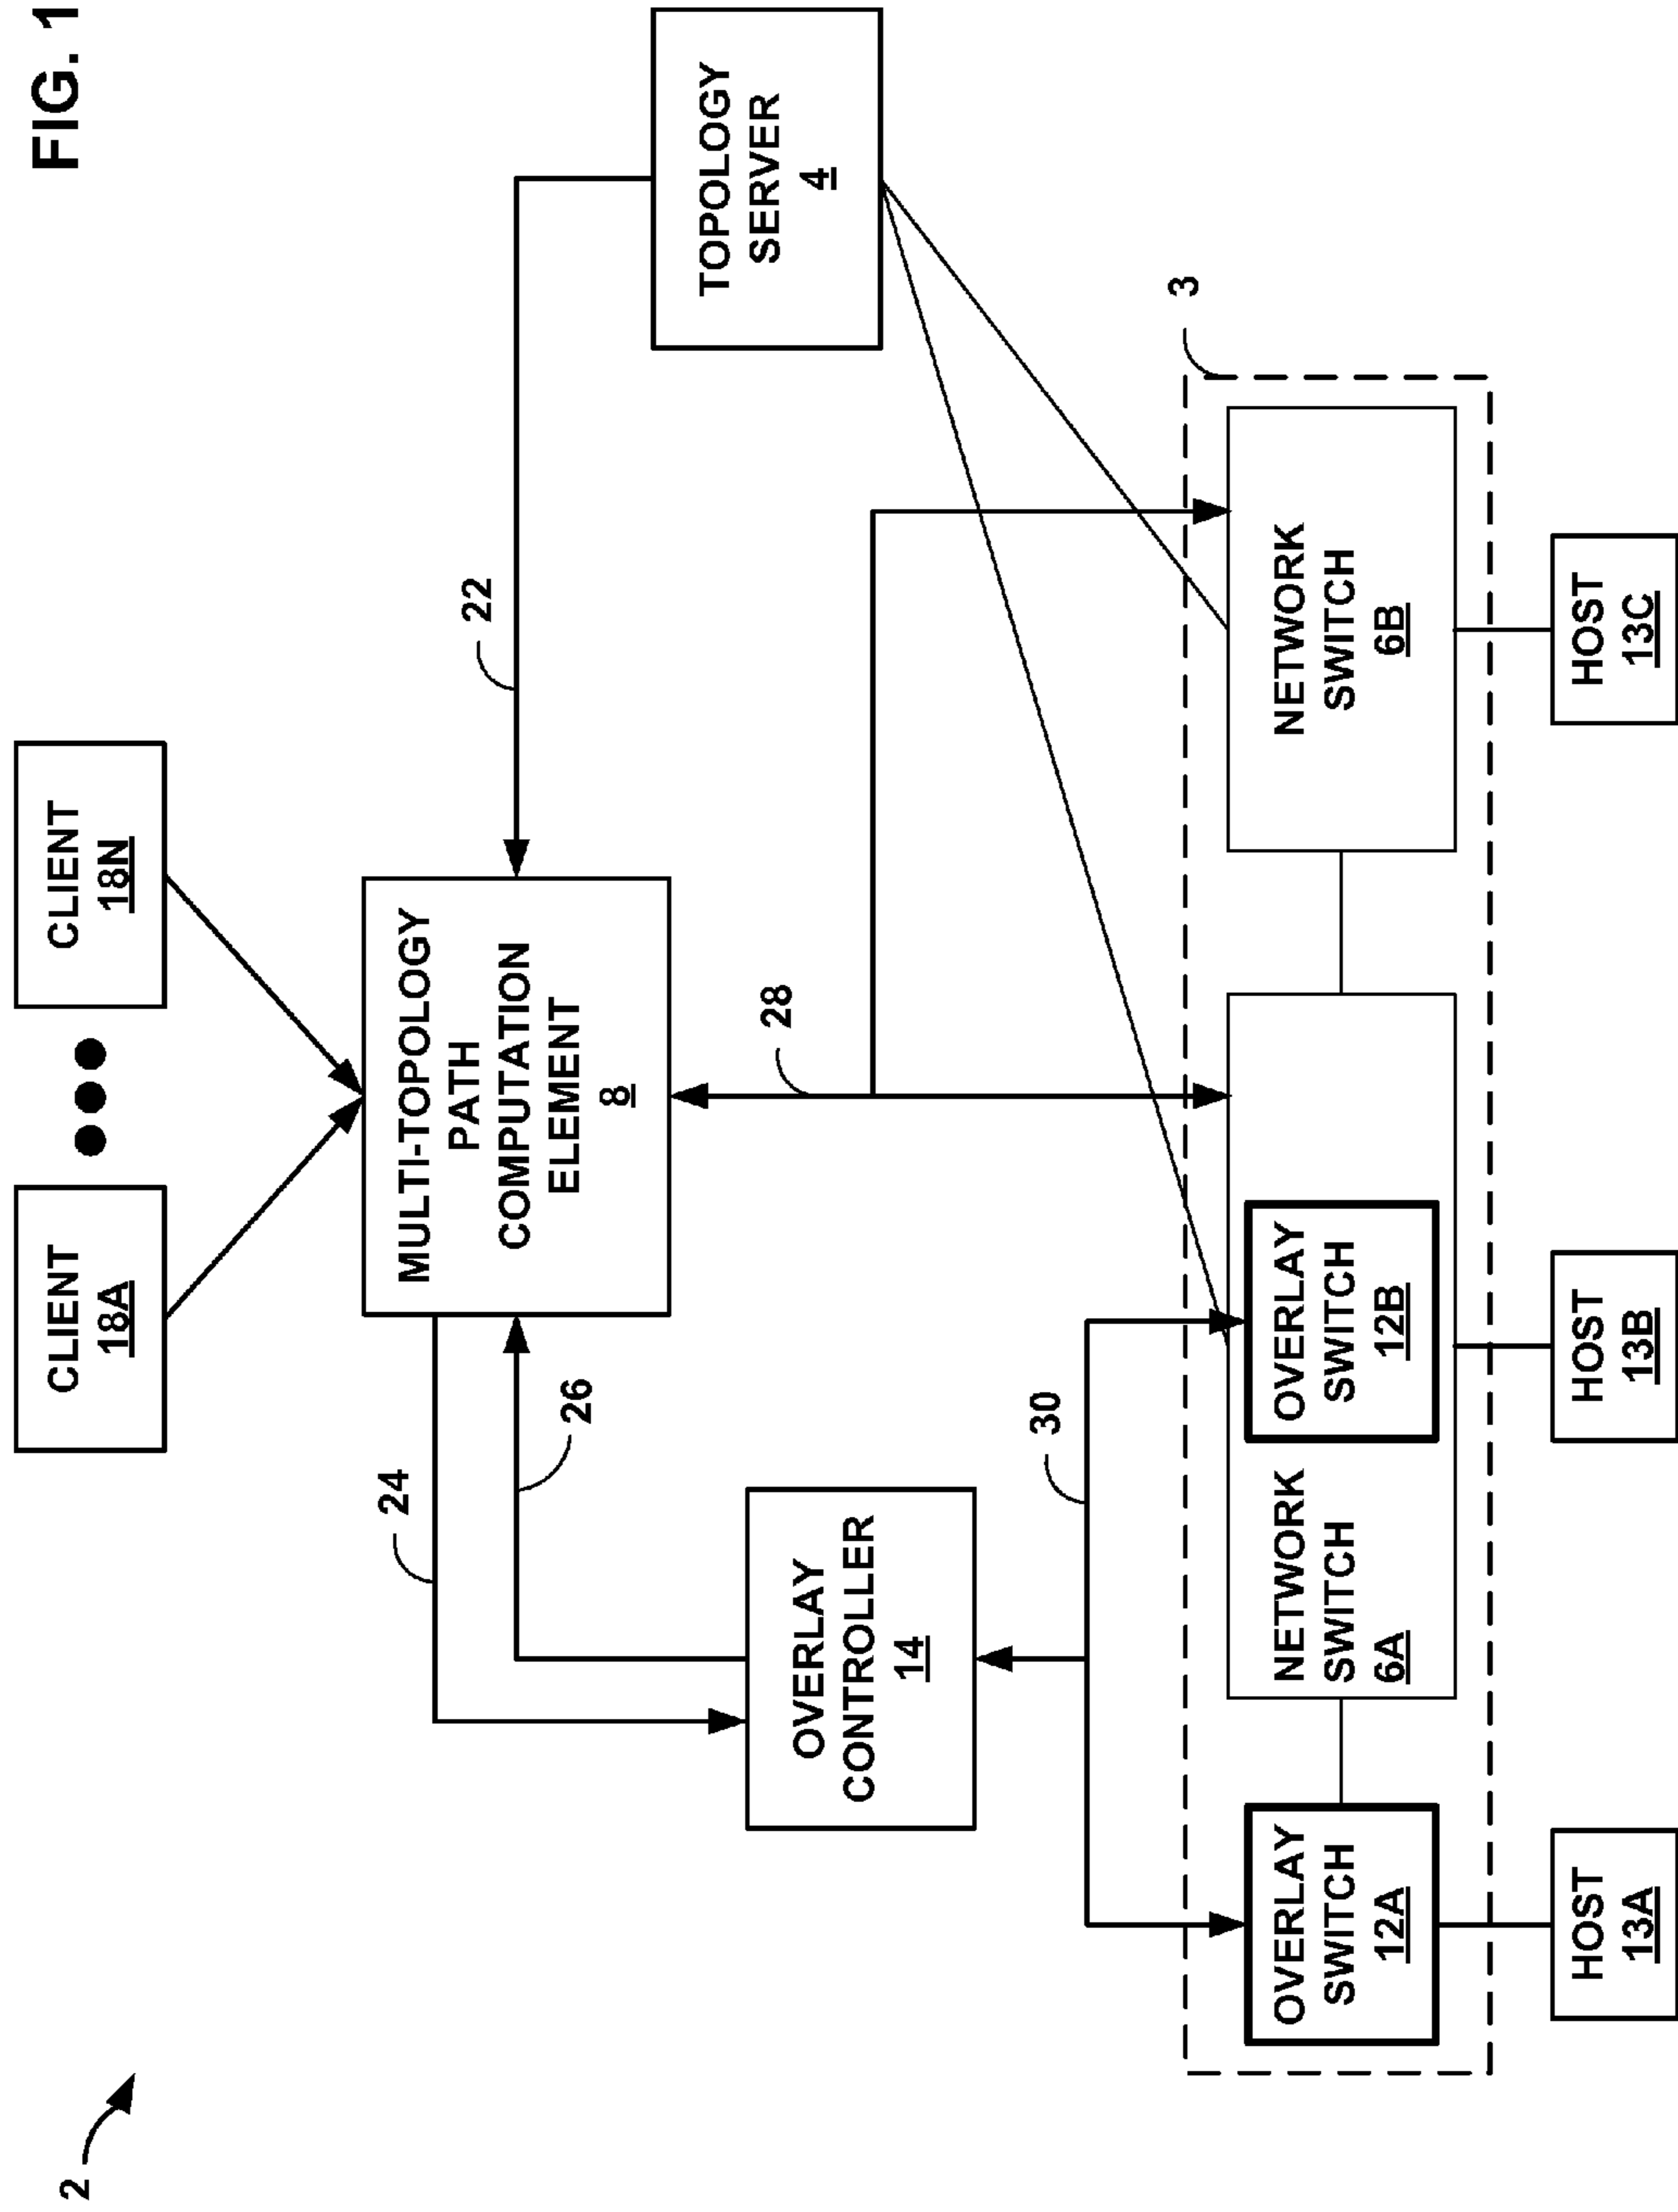 FIG. 1
2
CLIENT
18A
CLIENT
18N
24
MULTI-TOPOLOGY
PATH
COMPUTATION
ELEMENT
8
22
26
TOPOLOGY
SERVER
4
OVERLAY
CONTROLLER
14
28
30
3
OVERLAY
SWITCH
12A
NETWORK
SWITCH
6A
OVERLAY
SWITCH
12B
NETWORK
SWITCH
6B
HOST
13A
HOST
13B
HOST
13C